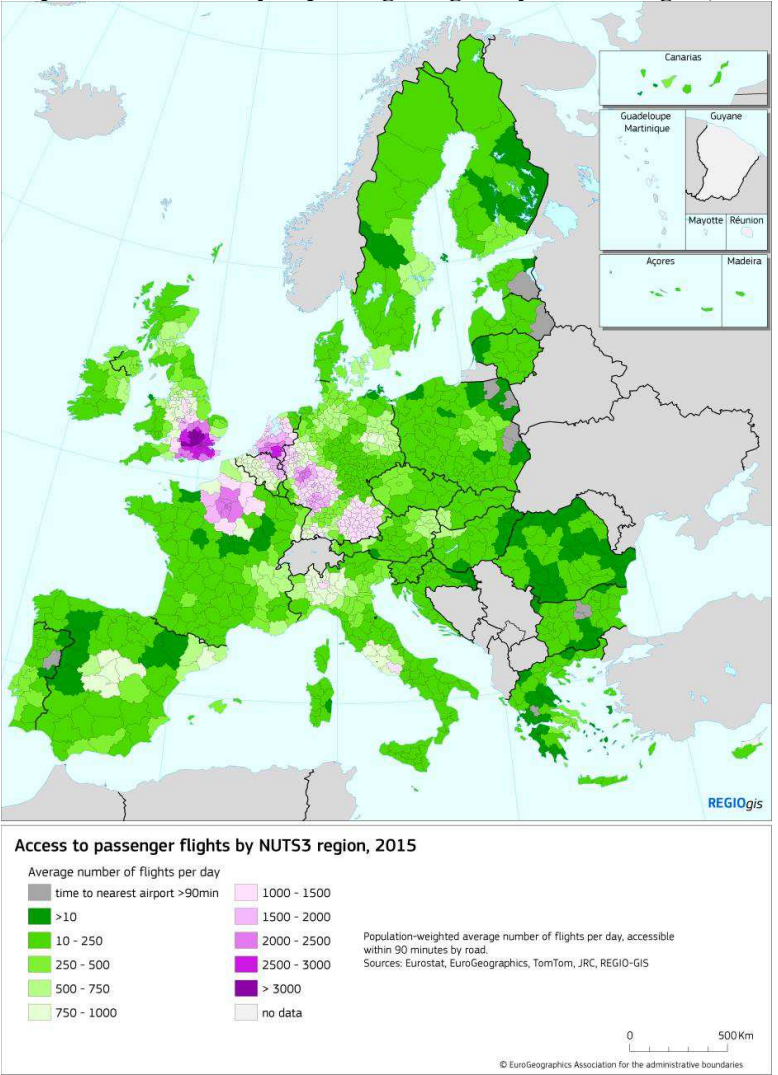 Canarias
Guadeloupe
Martinique
Guyane
Mayotte
Réunion
Açores
Madeira
REGIOgis
Access to passenger flights by NUTS3 region, 2015
Average number of flights per day
time to nearest airport >90min
>10
10 - 250
250 - 500
500 - 750
750 - 1000
1000 - 1500
1500 - 2000
2000 - 2500
2500 - 3000
> 3000
no data
Population-weighted average number of flights per day, accessible
within 90 minutes by road.
Sources: Eurostat, EuroGeographics, TomTom, JRC, REGIO-GIS
0 500 Km
© EuroGeographics Association for the administrative boundaries